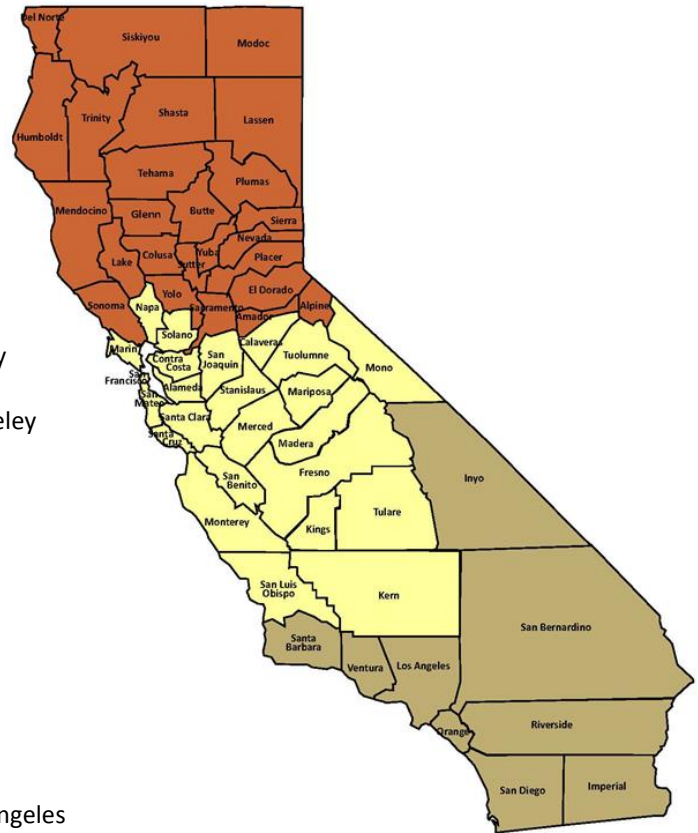 Del Norte
Siskiyou
Modoc
Humboldt
Trinity
Shasta
Lassen
Tehama
Plumas
Mendocino
Glenn
Butte
Sierra
Nevada
Lake
Colusa
Sutter
Yuba
Placer
El Dorado
Sonoma
Napa
Yolo
Sacramento
Amador
Alpine
Solano
Marin
Contra
Costa
San
Joaquin
Calaveras
Tuolumne
Mono
y
San
Francisco
Alameda
San
Mateo
Stanislaus
Mariposa
eley
Santa Clara
Santa
Cruz
Merced
Madera
San
Benito
Fresno
Inyo
Monterey
Kings
Tulare
San Luis
Obispo
Kern
San Bernardino
Santa
Barbara
Ventura
Los Angeles
Orange
Riverside
San Diego
Imperial
ngeles